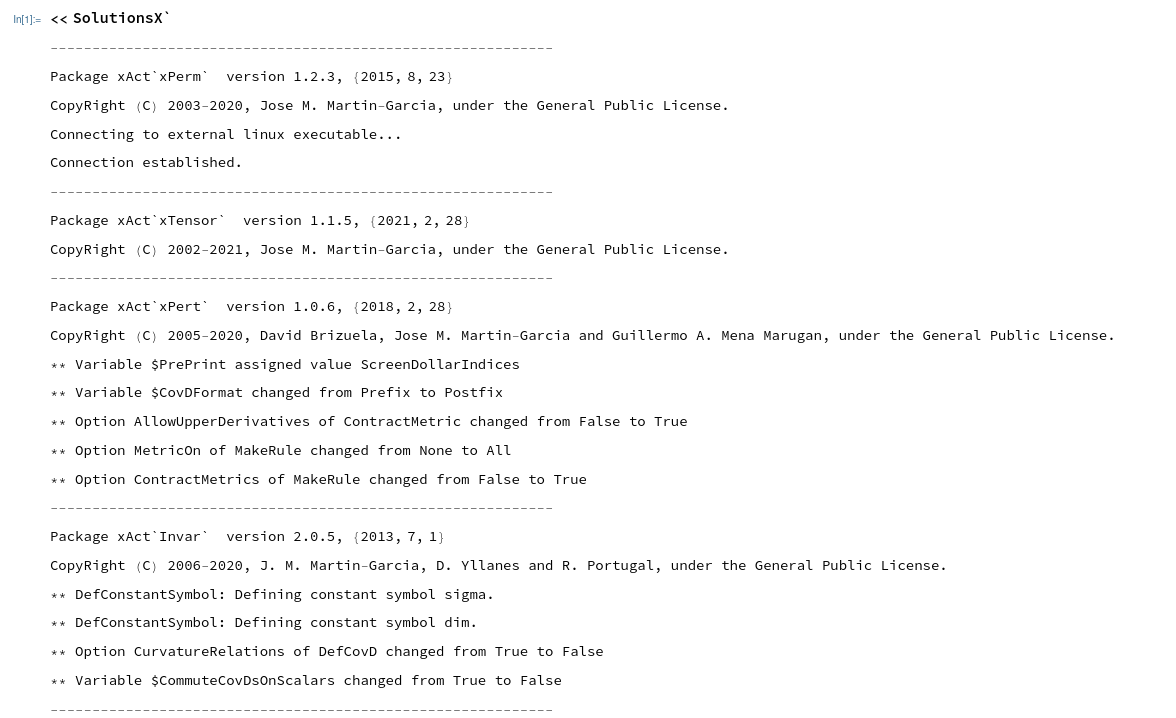 In[1]:= << SolutionsX`
------------------------------------------------------------
Package xAct`xPerm`  version 1.2.3, {2015, 8, 23}
CopyRight (C) 2003-2020, Jose M. Martin-Garcia, under the General Public License.
Connecting to external linux executable...
Connection established.
------------------------------------------------------------
Package xAct`xTensor`  version 1.1.5, {2021, 2, 28}
CopyRight (C) 2002-2021, Jose M. Martin-Garcia, under the General Public License.
------------------------------------------------------------
Package xAct`xPert`  version 1.0.6, {2018, 2, 28}
CopyRight (C) 2005-2020, David Brizuela, Jose M. Martin-Garcia and Guillermo A. Mena Marugan, under the General Public License.
** Variable $PrePrint assigned value ScreenDollarIndices
** Variable $CovDFormat changed from Prefix to Postfix
** Option AllowUpperDerivatives of ContractMetric changed from False to True
** Option MetricOn of MakeRule changed from None to All
** Option ContractMetrics of MakeRule changed from False to True
------------------------------------------------------------
Package xAct`Invar`  version 2.0.5, {2013, 7, 1}
CopyRight (C) 2006-2020, J. M. Martin-Garcia, D. Yllanes and R. Portugal, under the General Public License.
** DefConstantSymbol: Defining constant symbol sigma.
** DefConstantSymbol: Defining constant symbol dim.
** Option CurvatureRelations of DefCovD changed from True to False
** Variable $CommuteCovDsOnScalars changed from True to False
------------------------------------------------------------